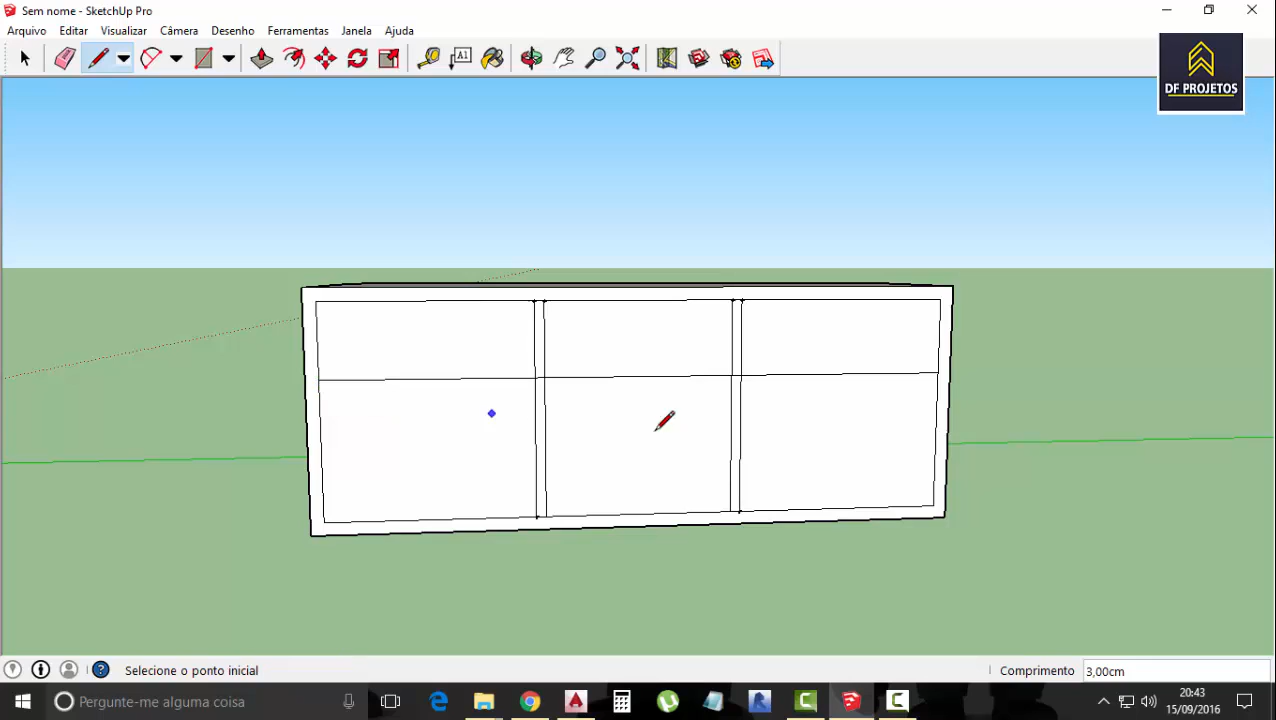 Sem nome - SketchUp Pro
Arquivo Editar Visualizar Câmera Desenho Ferramentas Janela Ajuda
A1
DF PROJETOS
Selecione o ponto inicial
Comprimento 3,00cm
Pergunte-me alguma coisa
20:43
15/09/2016